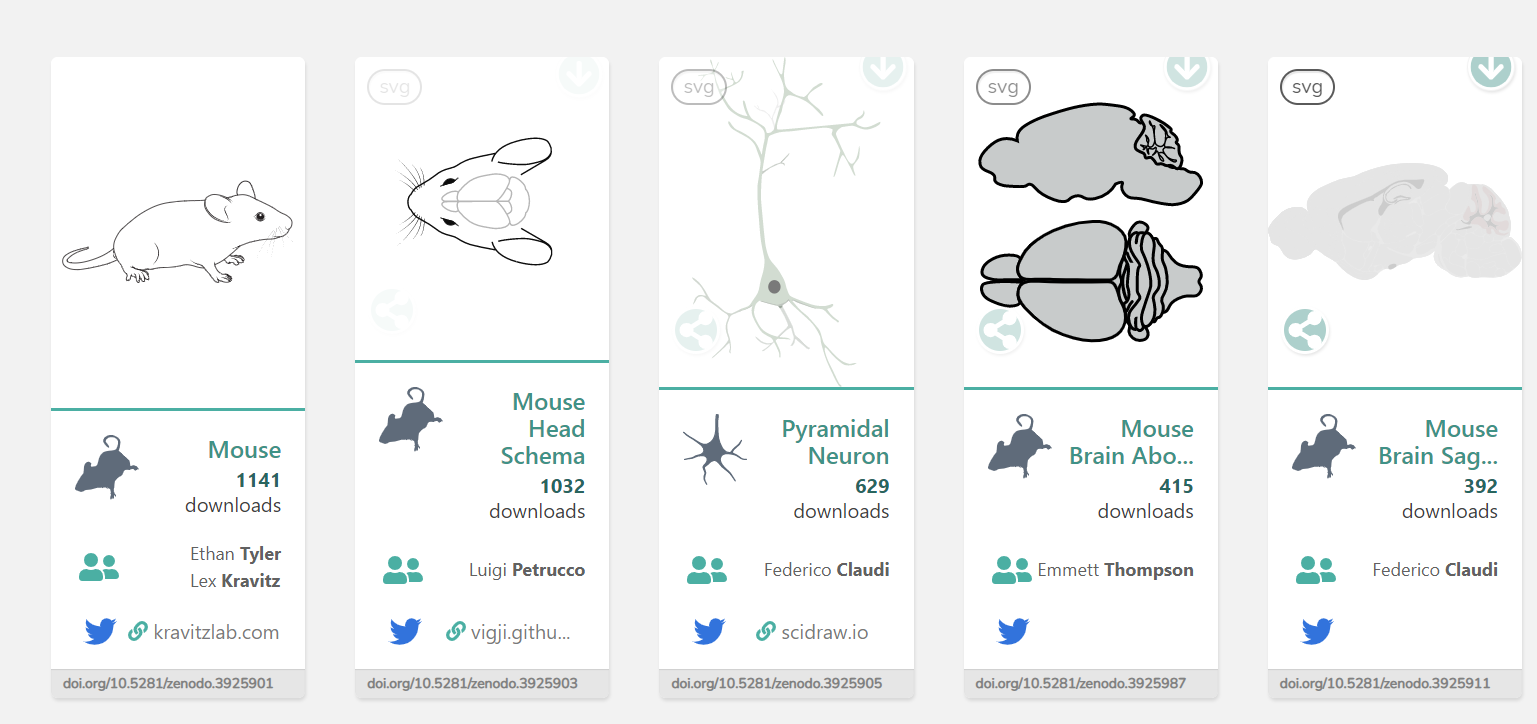 svg
svg
svg
svg
Mouse
1141
downloads
Ethan Tyler
Lex Kravitz
kravitzlab.com
doi.org/10.5281/zenodo.3925901
Mouse
Head
Schema
1032
downloads
Luigi Petrucco
vigji.githu...
doi.org/10.5281/zenodo.3925903
Pyramidal
Neuron
629
downloads
Federico Claudi
scidraw.io
doi.org/10.5281/zenodo.3925905
Mouse
Brain Abo...
415
downloads
Emmett Thompson
doi.org/10.5281/zenodo.3925987
Mouse
Brain Sag...
392
downloads
Federico Claudi
doi.org/10.5281/zenodo.3925911